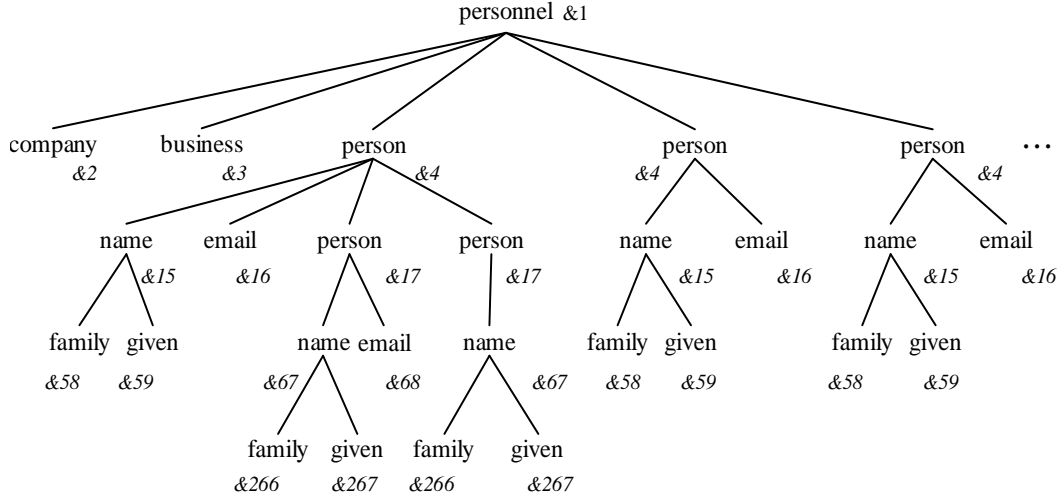 personnel &1
company business person person person ...
&2 &3 &4 &4 &4
name email person person name email name email
&15 &16 &17 &17 &15 &16 &15 &16
family given name email name family given family given
&58 &59 &67 &68 &67 &58 &59 &58 &59
family given family given
&266 &267 &266 &267